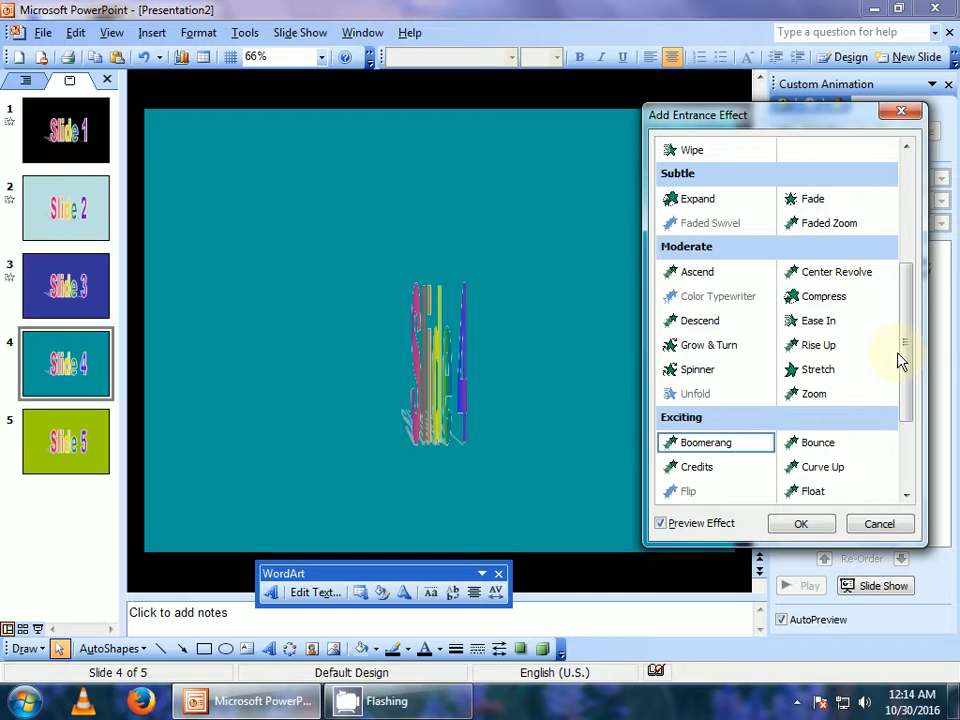 Microsoft PowerPoint - [Presentation2]
File Edit View Insert Format Tools Slide Show Window Help
Type a question for help
66%
B I U
Design New Slide
Custom Animation
1
Slide 1
2
Slide 2
3
Slide 3
4
Slide 4
5
Slide 5
Add Entrance Effect
Wipe
Subtle
Expand Fade
Faded Swivel Faded Zoom
Moderate
Ascend Center Revolve
Color Typewriter Compress
Descend Ease In
Grow & Turn Rise Up
Spinner Stretch
Unfold Zoom
Exciting
Boomerang Bounce
Credits Curve Up
Flip Float
Preview Effect OK Cancel
Re-Order
Play Slide Show
AutoPreview
WordArt
Edit Text... Aa AV
Click to add notes
Draw AutoShapes
Slide 4 of 5 Default Design English (U.S.)
Microsoft PowerP... Flashing
12:14 AM
10/30/2016